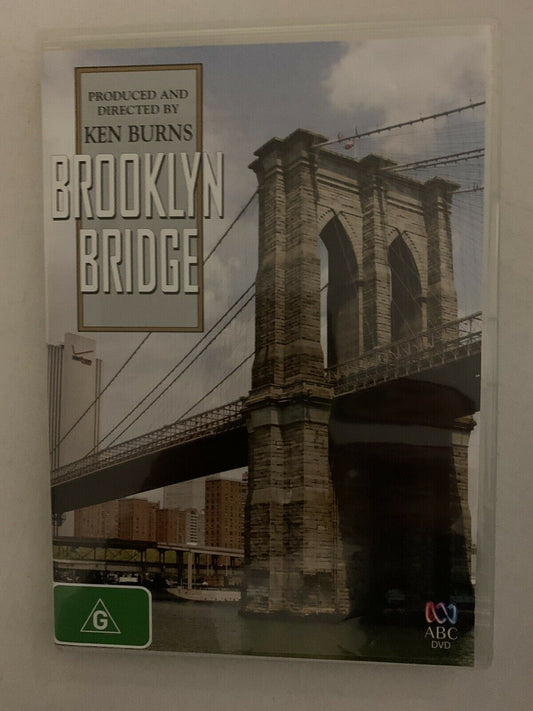 PRODUCED AND
DIRECTED BY
KEN BURNS
BROOKLYN
BRIDGE
G
ABC
DVD